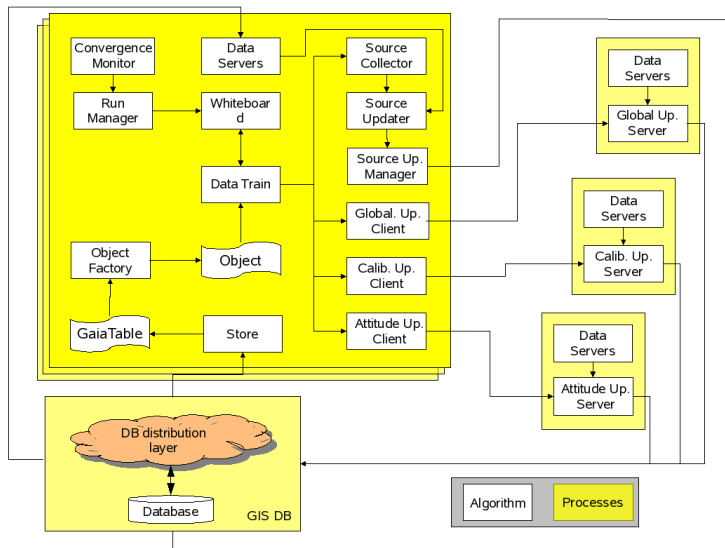 Convergence
Monitor
Data
Servers
Source
Collector
Run
Manager
Whiteboar
d
Source
Updater
Data Train
Source Up.
Manager
Global. Up.
Client
Object
Factory
Object
Calib. Up.
Client
GaiaTable
Store
Attitude Up.
Client
Data
Servers
Global Up.
Server
Data
Servers
Calib. Up.
Server
Data
Servers
Attitude Up.
Server
DB distribution
layer
Database
GIS DB
Algorithm
Processes